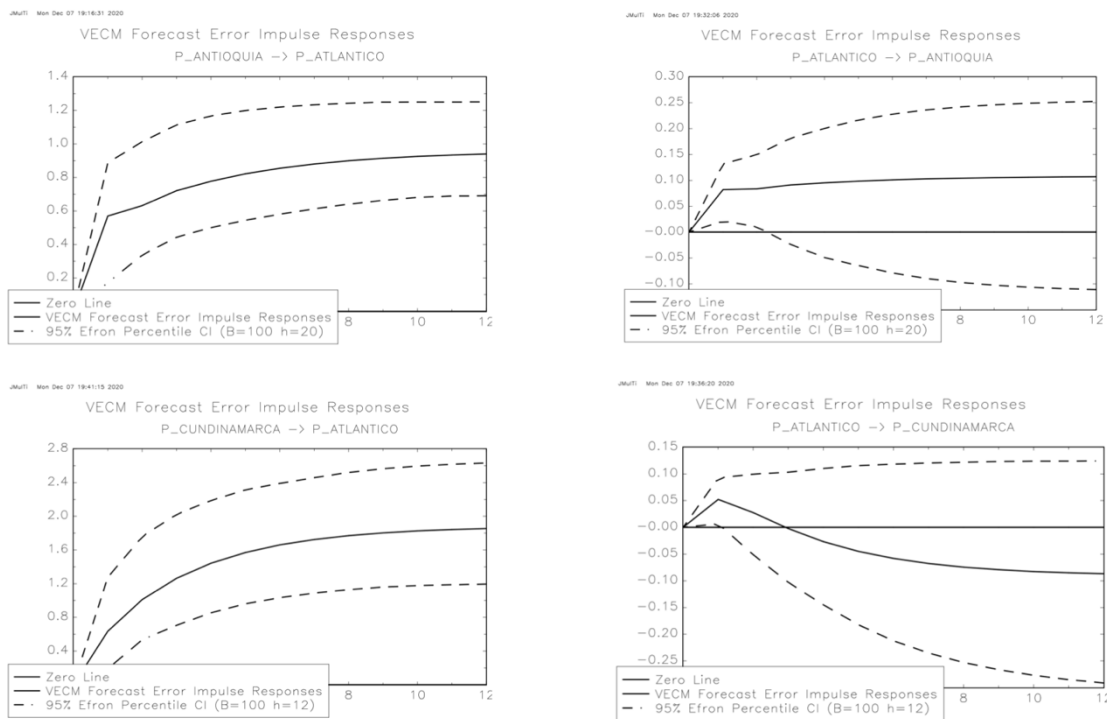 JMulTi Mon Dec 07 19:16:31 2020
VECM Forecast Error Impulse Responses
P_ANTIOQUIA -> P_ATLANTICO
1.4
1.2
1.0
0.8
0.6
0.4
0.2
8
10
12
Zero Line
VECM Forecast Error Impulse Responses
95% Efron Percentile CI (B=100 h=20)
JMulTi Mon Dec 07 19:32:06 2020
VECM Forecast Error Impulse Responses
P_ATLANTICO -> P_ANTIOQUIA
0.30
0.25
0.20
0.15
0.10
0.05
-0.00
-0.05
-0.10
8
10
12
Zero Line
VECM Forecast Error Impulse Responses
95% Efron Percentile CI (B=100 h=20)
JMulTi Mon Dec 07 19:41:15 2020
VECM Forecast Error Impulse Responses
P_CUNDINAMARCA -> P_ATLANTICO
2.8
2.4
2.0
1.6
1.2
0.8
0.4
8
10
12
Zero Line
VECM Forecast Error Impulse Responses
95% Efron Percentile CI (B=100 h=12)
JMulTi Mon Dec 07 19:36:20 2020
VECM Forecast Error Impulse Responses
P_ATLANTICO -> P_CUNDINAMARCA
0.15
0.10
0.05
-0.00
-0.05
-0.10
-0.15
-0.20
-0.25
8
10
12
Zero Line
VECM Forecast Error Impulse Responses
95% Efron Percentile CI (B=100 h=12)